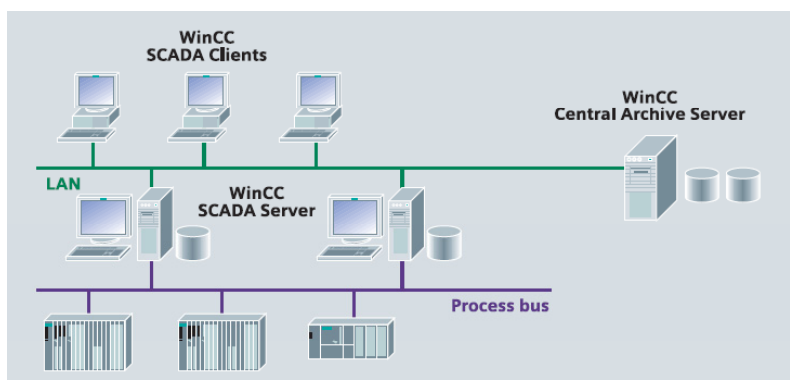 WinCC
SCADA Clients
WinCC
Central Archive Server
LAN
WinCC
SCADA Server
Process bus